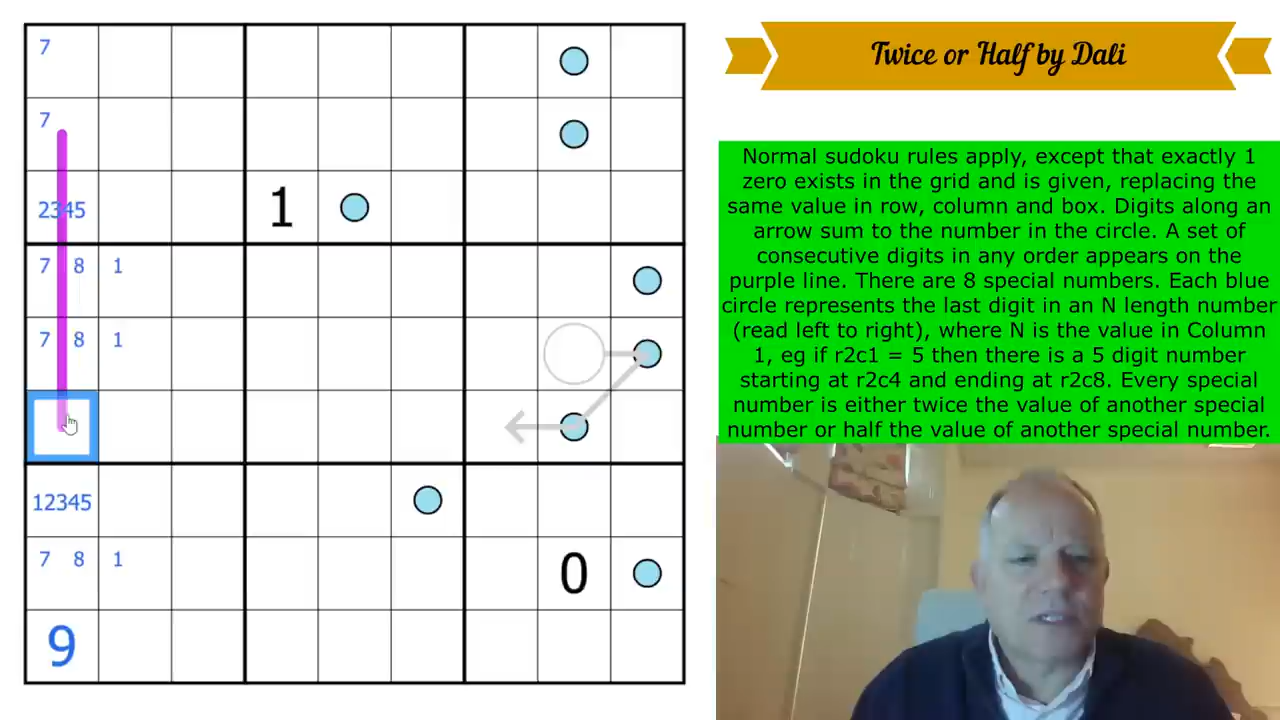 Twice or Half by Dali
7
7
2345
1
7 8 1
7 8 1
12345
7 8 1
0
9
Normal sudoku rules apply, except that exactly 1
zero exists in the grid and is given, replacing the
same value in row, column and box. Digits along an
arrow sum to the number in the circle. A set of
consecutive digits in any order appears on the
purple line. There are 8 special numbers. Each blue
circle represents the last digit in an N length number
(read left to right), where N is the value in Column
1, eg if r2c1 = 5 then there is a 5 digit number
starting at r2c4 and ending at r2c8. Every special
number is either twice the value of another special
number or half the value of another special number.